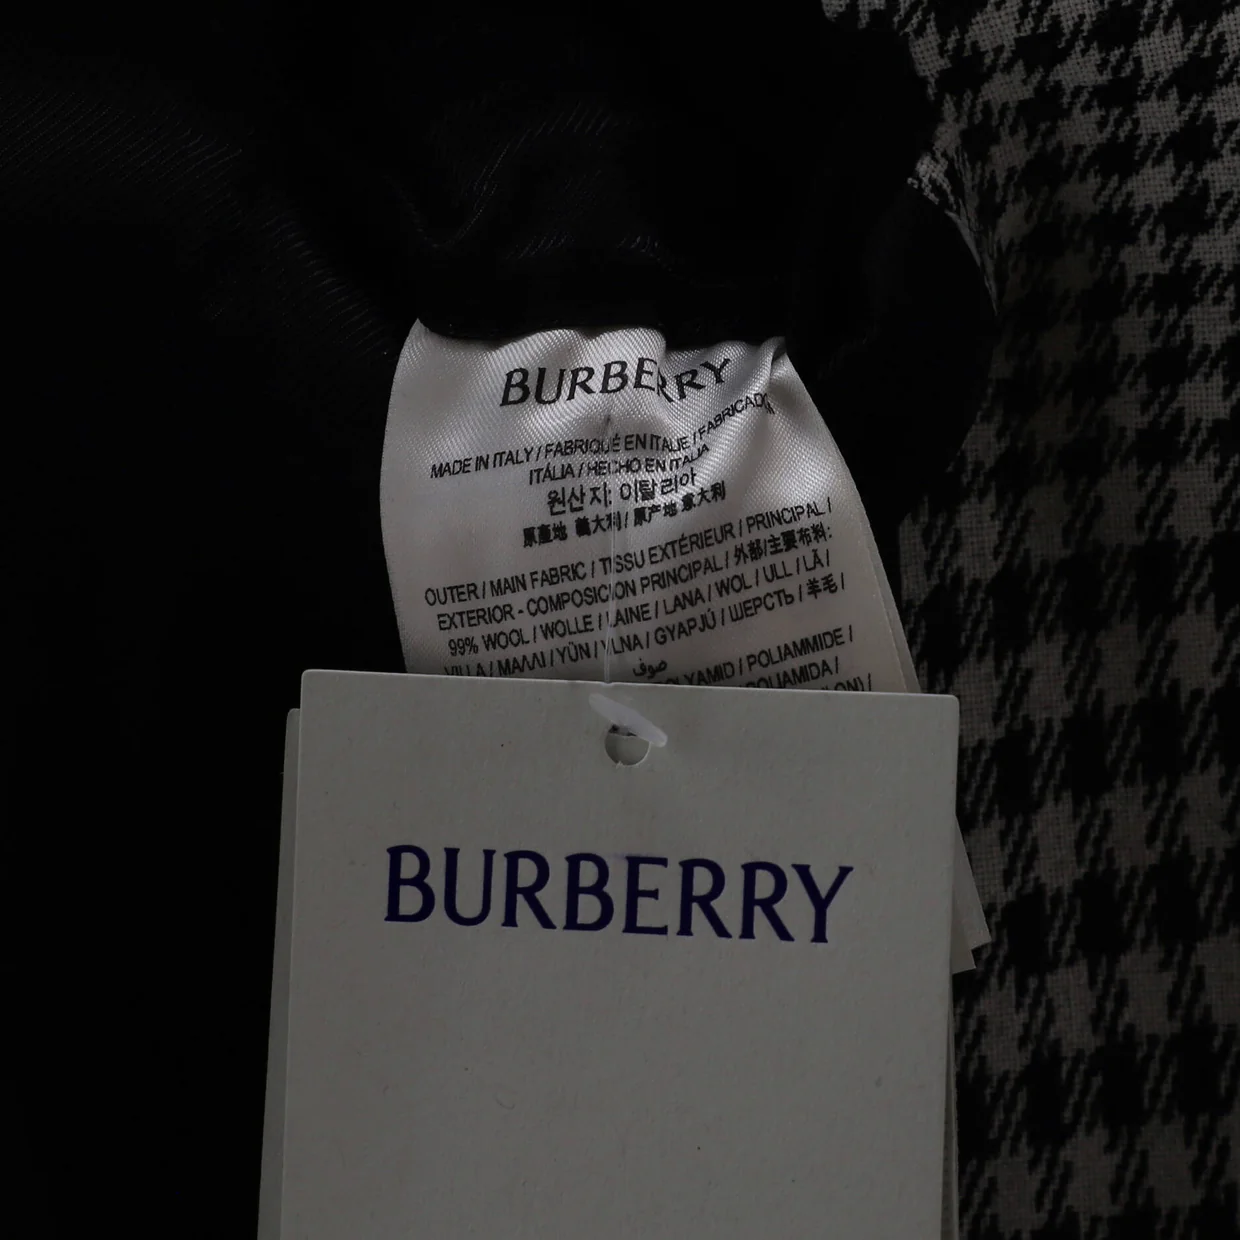 BURBERRY
MADE IN ITALY / FABRIQUÉ EN ITALIE / FABRICADO
ITÁLIA / HECHO EN ITALIA
원산지: 이탈리아
原產地 義大利 / 原产地 意大利
OUTER / MAIN FABRIC / TISSU EXTÉRIEUR / PRINCIPAL /
EXTERIOR - COMPOSICION PRINCIPAL / 外部/主要布料:
99% WOOL / WOLLE / LAINE / LANA / WOL / ULL / LÃ /
VILLA / ΜΑΛΛΙ / YÜN / VLNA / GYAPJÚ / ШЕРСТЬ / 羊毛 /
صوف
POLYAMID / POLIAMMIDE /
POLIAMIDA /
BURBERRY